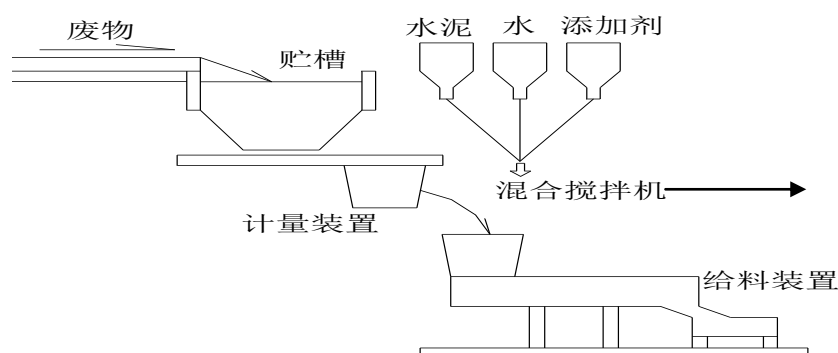 废物
水泥 水 添加剂
贮槽
混合搅拌机
计量装置
给料装置